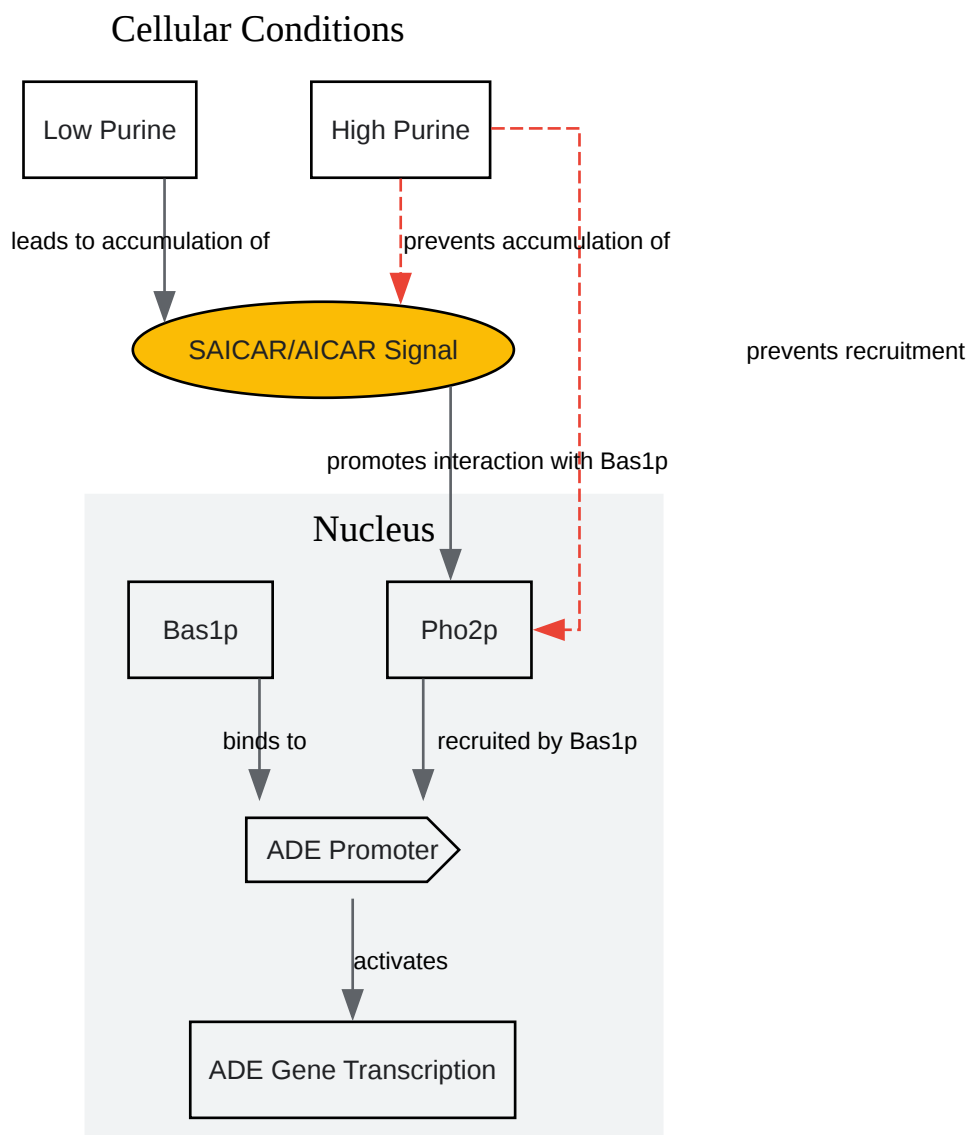 Cellular Conditions
Low Purine
High Purine
leads to accumulation of
prevents accumulation of
SAICAR/AICAR Signal
prevents recruitment
promotes interaction with Bas1p
Nucleus
Bas1p
Pho2p
binds to
recruited by Bas1p
ADE Promoter
activates
ADE Gene Transcription